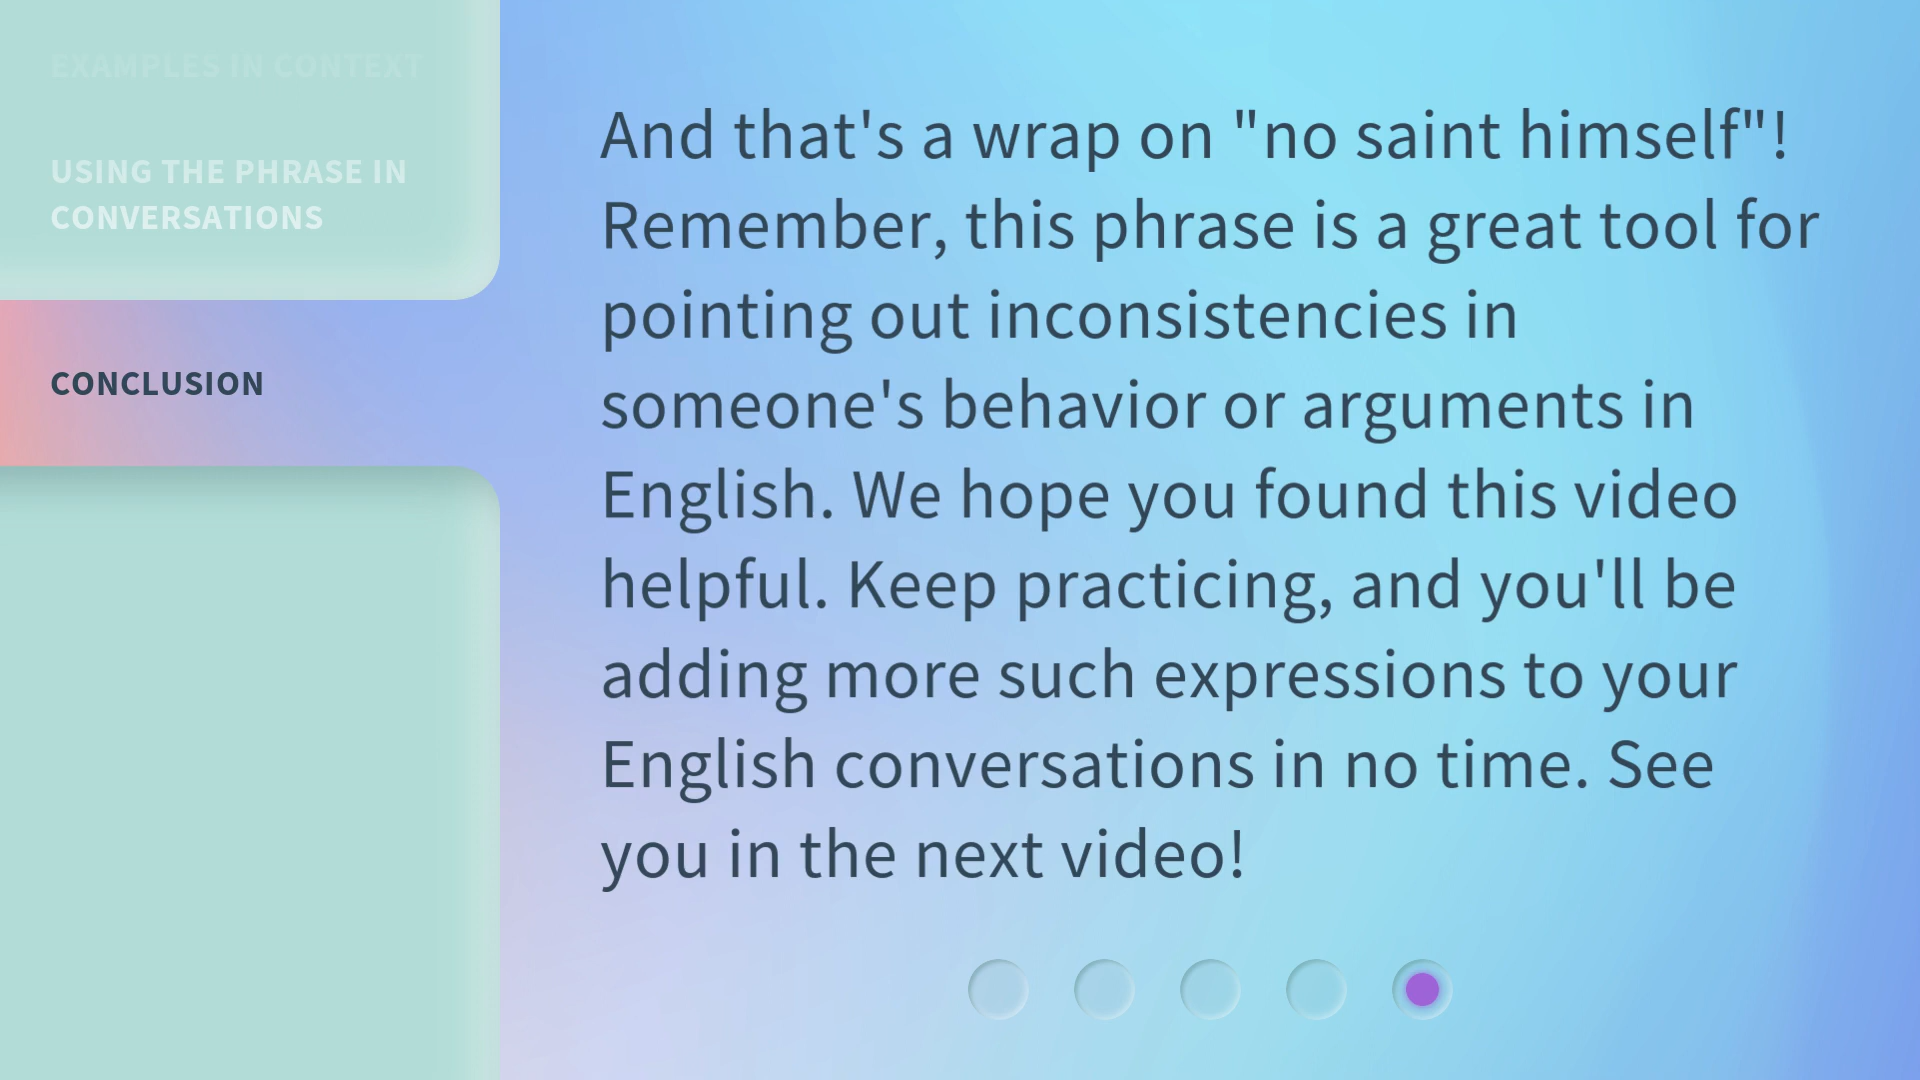 EXAMPLES IN CONTEXT
USING THE PHRASE IN
CONVERSATIONS
CONCLUSION
And that's a wrap on "no saint himself"!
Remember, this phrase is a great tool for
pointing out inconsistencies in
someone's behavior or arguments in
English. We hope you found this video
helpful. Keep practicing, and you'll be
adding more such expressions to your
English conversations in no time. See
you in the next video!